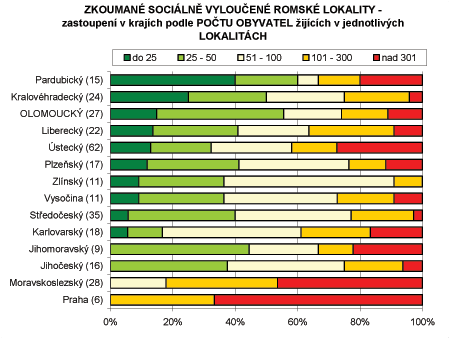 ZKOUMANÉ SOCIÁLNĚ VYLOUČENÉ ROMSKÉ LOKALITY -
zastoupení v krajích podle POČTU OBYVATEL žijících v jednotlivých
LOKALITÁCH
do 25 25 - 50 51 - 100 101 - 300 nad 301
Pardubický (15)
Kralovéhradecký (24)
OLOMOUCKÝ (27)
Liberecký (22)
Ústecký (62)
Plzeňský (17)
Zlínský (11)
Vysočina (11)
Středočeský (35)
Karlovarský (18)
Jihomoravský (9)
Jihočeský (16)
Moravskoslezský (28)
Praha (6)
0% 20% 40% 60% 80% 100%